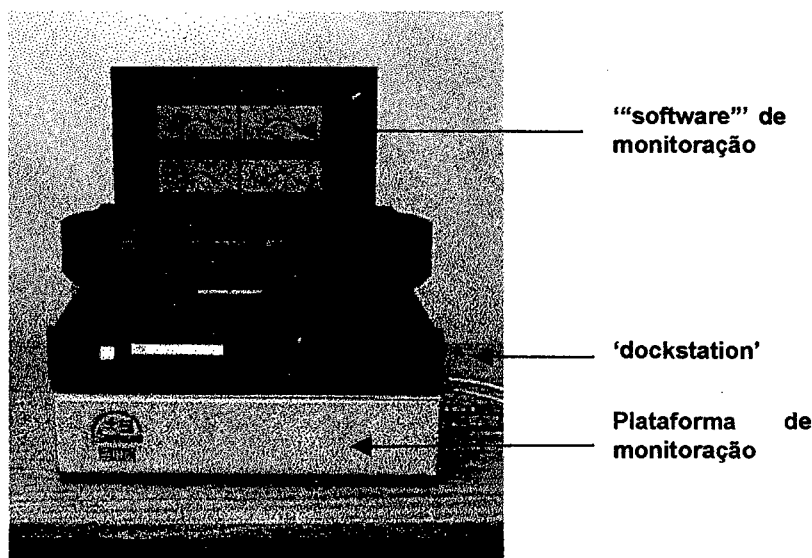 ‘“software”’ de
monitoração
‘dockstation’
Plataforma de
monitoração